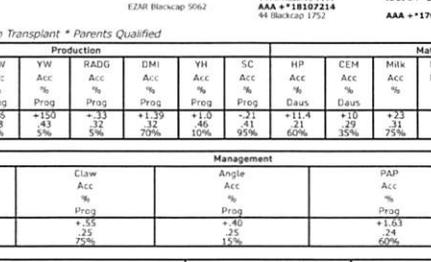 EZAR Blackcap 5062
AAA +*18107214
44 Blackcap 1752
AAA +*17
Transplant * Parents Qualified
Production
YW RADG DMI YH SC HP CEM Milk
Acc Acc Acc Acc Acc Acc Acc Acc
% % % % % % % %
Prog Prog Prog Prog Prog Daus Daus
+150 +.33 +1.39 +1.0 -.21 +11.4 +10 +23
.43 .32 .32 .46 .41 .21 .29 .31
5% 5% 70% 10% 95% 60% 35% 75%
Management
Claw Angle PAP
Acc Acc Acc
% % %
Prog Prog Prog
+.55 +.40 +1.63
.25 .25 .24
75% 15% 60%